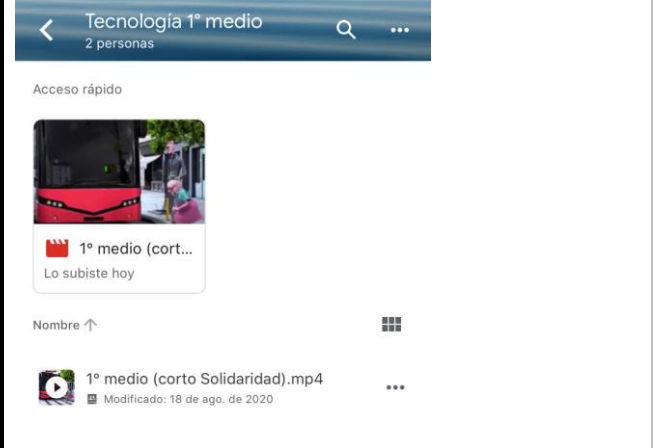 Tecnología 1° medio
2 personas
Acceso rápido
1° medio (cort...
Lo subiste hoy
Nombre ↑
1° medio (corto Solidaridad).mp4
Modificado: 18 de ago. de 2020